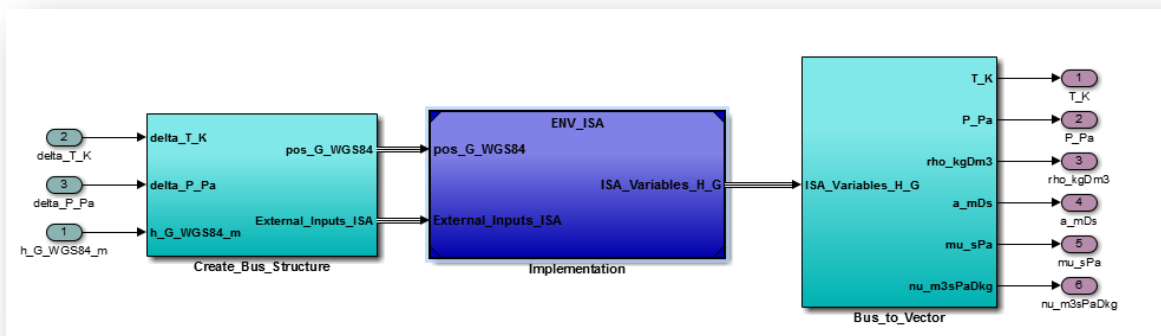 2
delta_T_K
3
delta_P_Pa
1
h_G_WGS84_m
delta_T_K
delta_P_Pa
h_G_WGS84_m
pos_G_WGS84
External_Inputs_ISA
Create_Bus_Structure
ENV_ISA
pos_G_WGS84
ISA_Variables_H_G
External_Inputs_ISA
Implementation
ISA_Variables_H_G
T_K
P_Pa
rho_kgDm3
a_mDs
mu_sPa
nu_m3sPaDkg
Bus_to_Vector
1
T_K
2
P_Pa
3
rho_kgDm3
4
a_mDs
5
mu_sPa
6
nu_m3sPaDkg